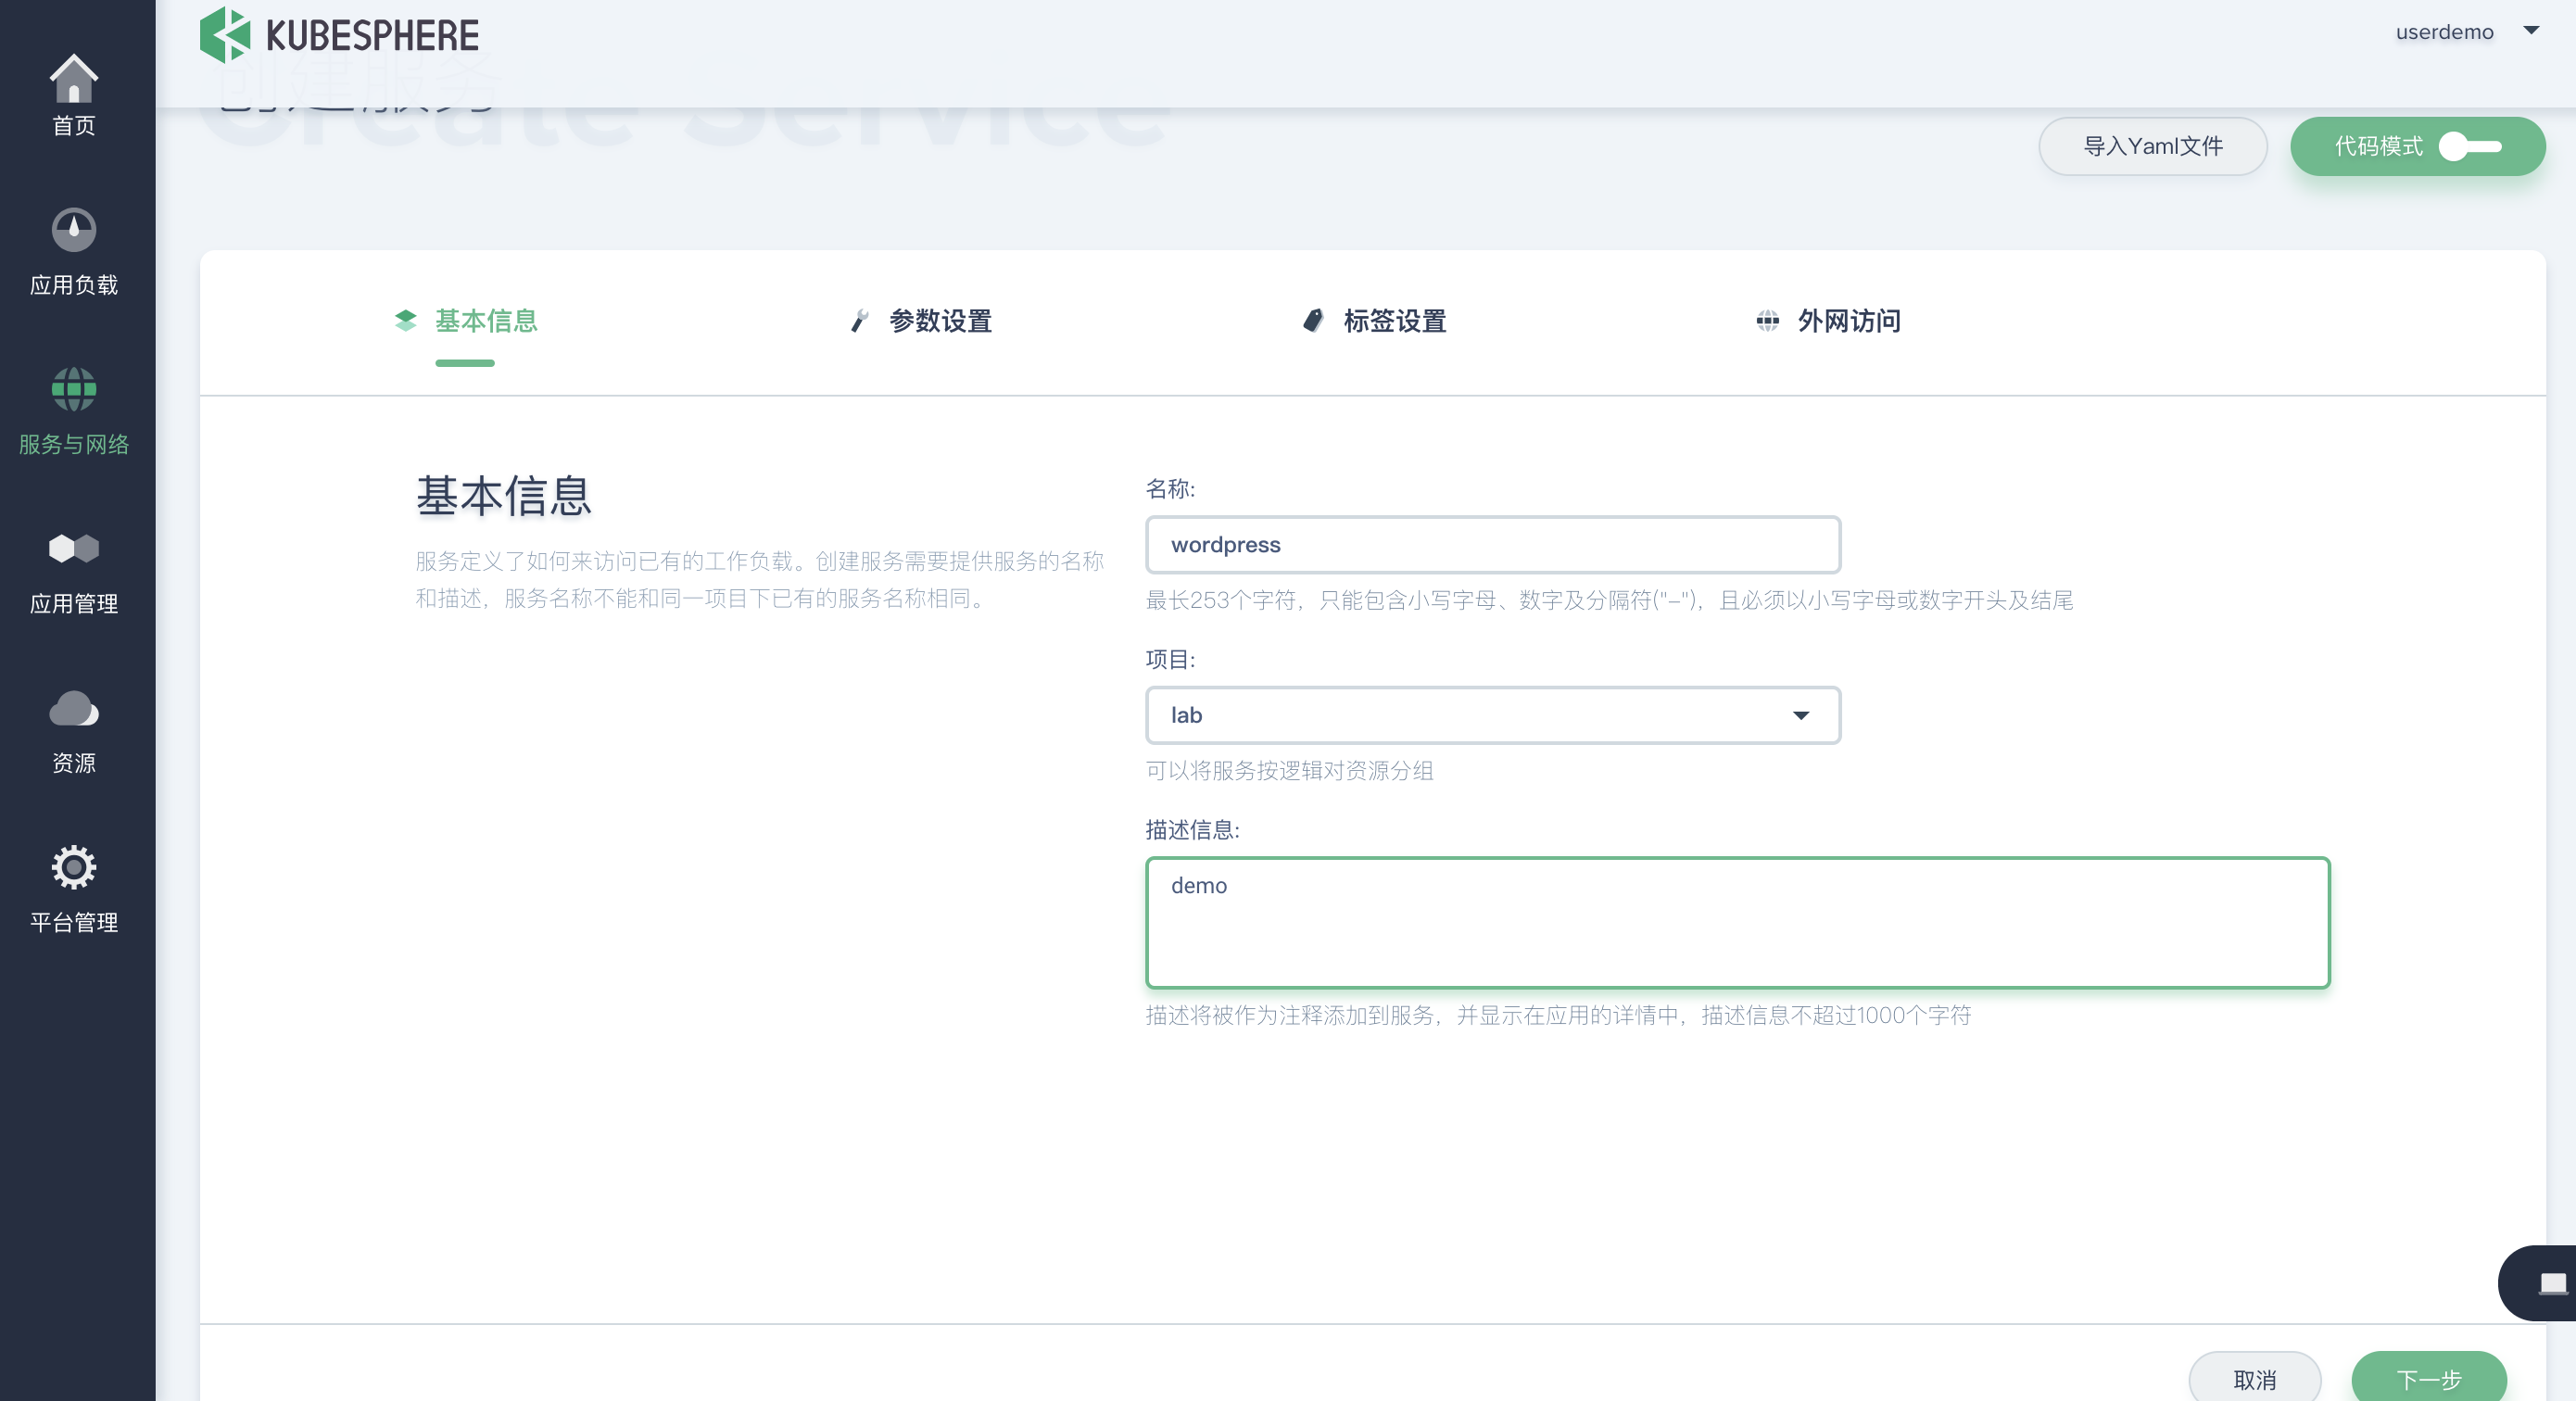 KUBESPHERE
userdemo
创建服务
Create Service
导入Yaml文件
代码模式
首页
应用负载
服务与网络
应用管理
资源
平台管理
基本信息
参数设置
标签设置
外网访问
基本信息
服务定义了如何来访问已有的工作负载。创建服务需要提供服务的名称
和描述，服务名称不能和同一项目下已有的服务名称相同。
名称:
wordpress
最长253个字符，只能包含小写字母、数字及分隔符("-")，且必须以小写字母或数字开头及结尾
项目:
lab
可以将服务按逻辑对资源分组
描述信息:
demo
描述将被作为注释添加到服务，并显示在应用的详情中，描述信息不超过1000个字符
取消
下一步